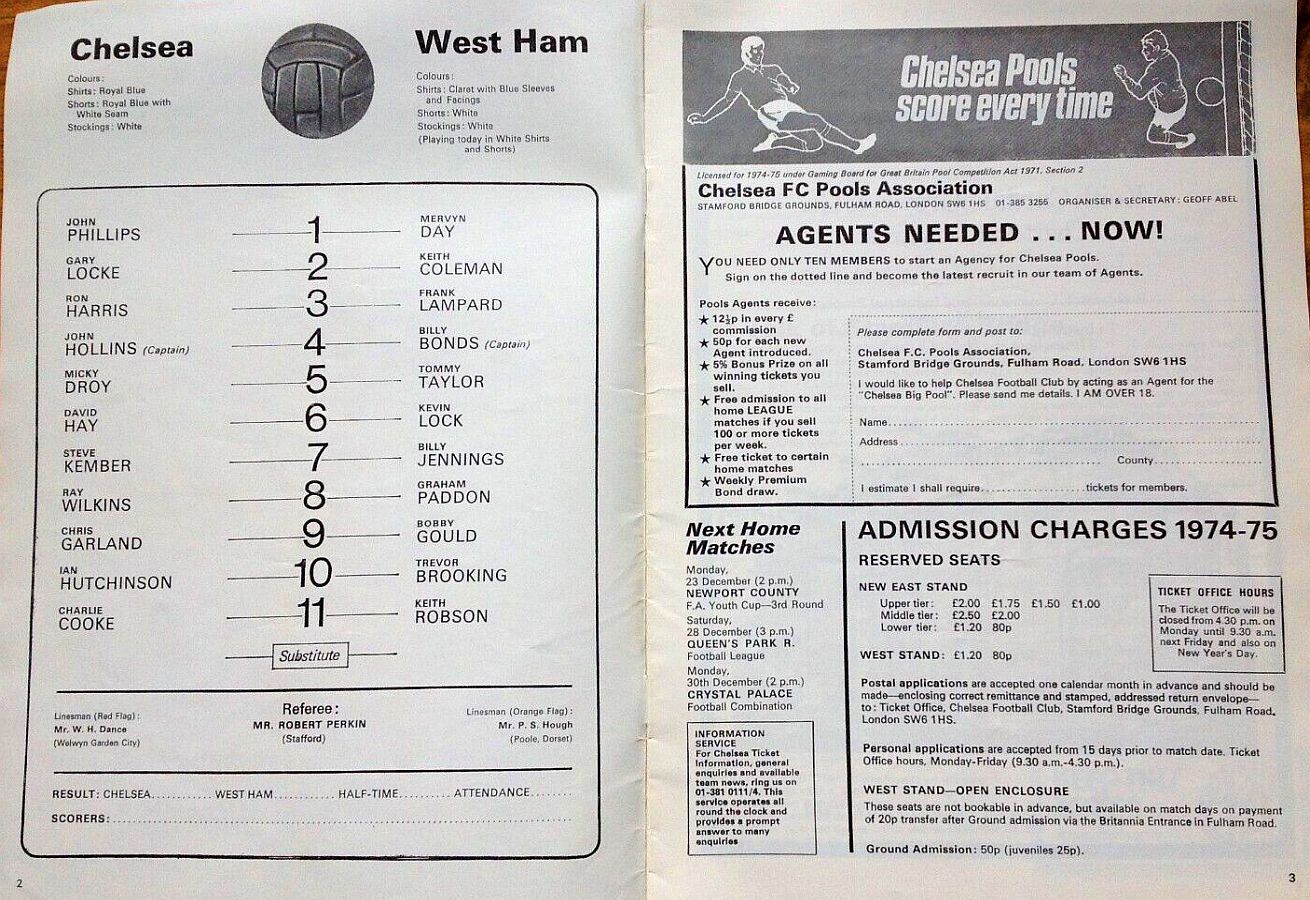 Chelsea
Colours:
Shirts: Royal Blue
Shorts: Royal Blue with
White Seam
Stockings: White
West Ham
Colours:
Shirts: Claret with Blue Sleeves
and Facings
Shorts: White
Stockings: White
(Playing today in White Shirts
and Shorts)
JOHN
PHILLIPS
1
MERVYN
DAY
GARY
LOCKE
2
KEITH
COLEMAN
RON
HARRIS
3
FRANK
LAMPARD
JOHN
HOLLINS (Captain)
4
BILLY
BONDS (Captain)
MICKY
DROY
5
TOMMY
TAYLOR
DAVID
HAY
6
KEVIN
LOCK
STEVE
KEMBER
7
BILLY
JENNINGS
RAY
WILKINS
8
GRAHAM
PADDON
CHRIS
GARLAND
9
BOBBY
GOULD
IAN
HUTCHINSON
10
TREVOR
BROOKING
CHARLIE
COOKE
11
KEITH
ROBSON
Substitute
Linesman (Red Flag):
Mr. W. H. Dance
(Welwyn Garden City)
Referee:
MR. ROBERT PERKIN
(Stafford)
Linesman (Orange Flag):
Mr. P. S. Hough
(Poole, Dorset)
RESULT: CHELSEA............ WEST HAM............ HALF-TIME.......... ATTENDANCE........
SCORERS:....................................................................................
2
Chelsea Pools
score every time
Licensed for 1974-75 under Gaming Board for Great Britain Pool Competition Act 1971, Section 2
Chelsea FC Pools Association
STAMFORD BRIDGE GROUNDS, FULHAM ROAD, LONDON SW6 1HS 01-385 3255 ORGANISER & SECRETARY: GEOFF ABEL
AGENTS NEEDED ... NOW!
YOU NEED ONLY TEN MEMBERS to start an Agency for Chelsea Pools.
Sign on the dotted line and become the latest recruit in our team of Agents.
Pools Agents receive:
★ 12½p in every £
commission
★ 50p for each new
Agent introduced.
★ 5% Bonus Prize on all
winning tickets you
sell.
★ Free admission to all
home LEAGUE
matches if you sell
100 or more tickets
per week.
★ Free ticket to certain
home matches
★ Weekly Premium
Bond draw.
Please complete form and post to:
Chelsea F.C. Pools Association,
Stamford Bridge Grounds, Fulham Road, London SW6 1HS
I would like to help Chelsea Football Club by acting as an Agent for the
"Chelsea Big Pool". Please send me details. I AM OVER 18.
Name....................................................................................
Address..................................................................................
.................................................... County......................
I estimate I shall require.....................tickets for members.
Next Home
Matches
Monday,
23 December (2 p.m.)
NEWPORT COUNTY
F.A. Youth Cup—3rd Round
Saturday,
28 December (3 p.m.)
QUEEN'S PARK R.
Football League
Monday,
30th December (2 p.m.)
CRYSTAL PALACE
Football Combination
INFORMATION
SERVICE
For Chelsea Ticket
Information, general
enquiries and available
team news, ring us on
01-381 0111/4. This
service operates all
round the clock and
provides a prompt
answer to many
enquiries
ADMISSION CHARGES 1974-75
RESERVED SEATS
NEW EAST STAND
Upper tier: £2.00 £1.75 £1.50 £1.00
Middle tier: £2.50 £2.00
Lower tier: £1.20 80p
WEST STAND: £1.20 80p
TICKET OFFICE HOURS
The Ticket Office will be
closed from 4.30 p.m. on
Monday until 9.30 a.m.
next Friday and also on
New Year's Day.
Postal applications are accepted one calendar month in advance and should be
made—enclosing correct remittance and stamped, addressed return envelope—
to: Ticket Office, Chelsea Football Club, Stamford Bridge Grounds, Fulham Road,
London SW6 1HS.
Personal applications are accepted from 15 days prior to match date. Ticket
Office hours, Monday-Friday (9.30 a.m.-4.30 p.m.).
WEST STAND—OPEN ENCLOSURE
These seats are not bookable in advance, but available on match days on payment
of 20p transfer after Ground admission via the Britannia Entrance in Fulham Road.
Ground Admission: 50p (juveniles 25p).
3